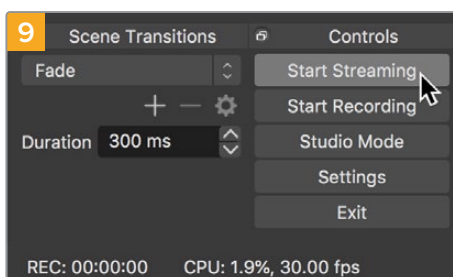 9
Scene Transitions
Controls
Fade
Start Streaming
Start Recording
Duration 300 ms
Studio Mode
Settings
Exit
REC: 00:00:00 CPU: 1.9%, 30.00 fps